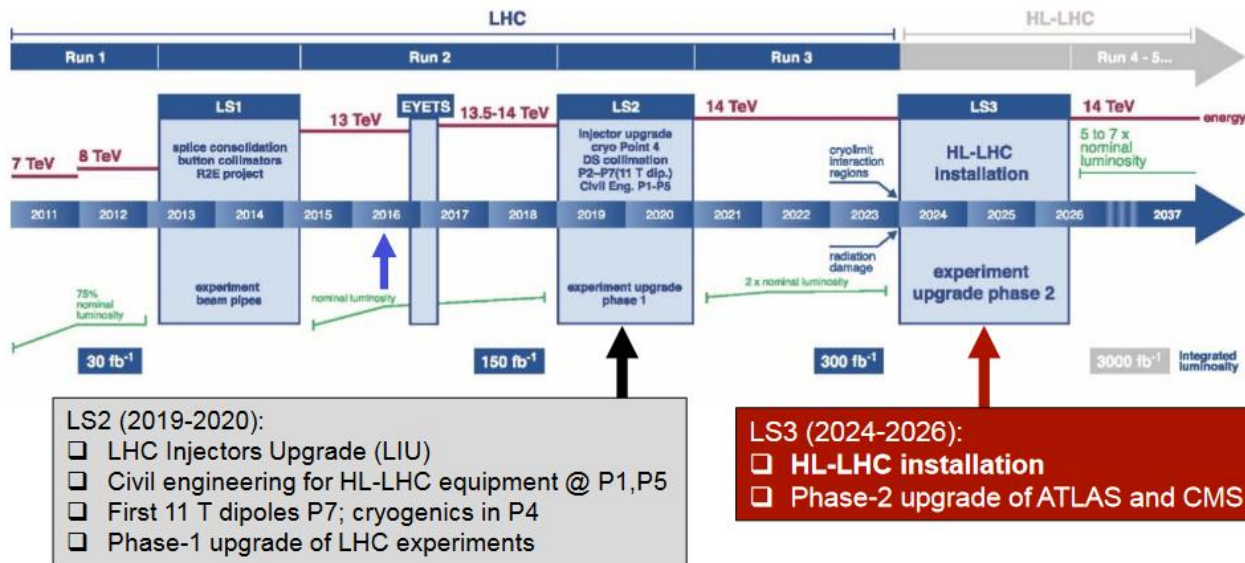 LHC
HL-LHC
Run 1
Run 2
Run 3
Run 4 - 5...
LS1
splice consolidation
button collimators
R2E project
EYETS
LS2
Injector upgrade
cryo Point 4
DS collimation
P2-P7(11 T dip.)
Civil Eng. P1-P5
LS3
HL-LHC
installation
7 TeV
8 TeV
13 TeV
13.5-14 TeV
14 TeV
14 TeV
energy
5 to 7 x
nominal
luminosity
cryolimit
interaction
regions
2011 2012 2013 2014 2015 2016 2017 2018 2019 2020 2021 2022 2023 2024 2025 2026 2037
radiation
damage
75%
nominal
luminosity
experiment
beam pipes
nominal luminosity
experiment upgrade
phase 1
2 x nominal luminosity
experiment
upgrade phase 2
30 fb⁻¹
150 fb⁻¹
300 fb⁻¹
3000 fb⁻¹
Integrated
luminosity
LS2 (2019-2020):
❑ LHC Injectors Upgrade (LIU)
❑ Civil engineering for HL-LHC equipment @ P1,P5
❑ First 11 T dipoles P7; cryogenics in P4
❑ Phase-1 upgrade of LHC experiments
LS3 (2024-2026):
❑ HL-LHC installation
❑ Phase-2 upgrade of ATLAS and CMS